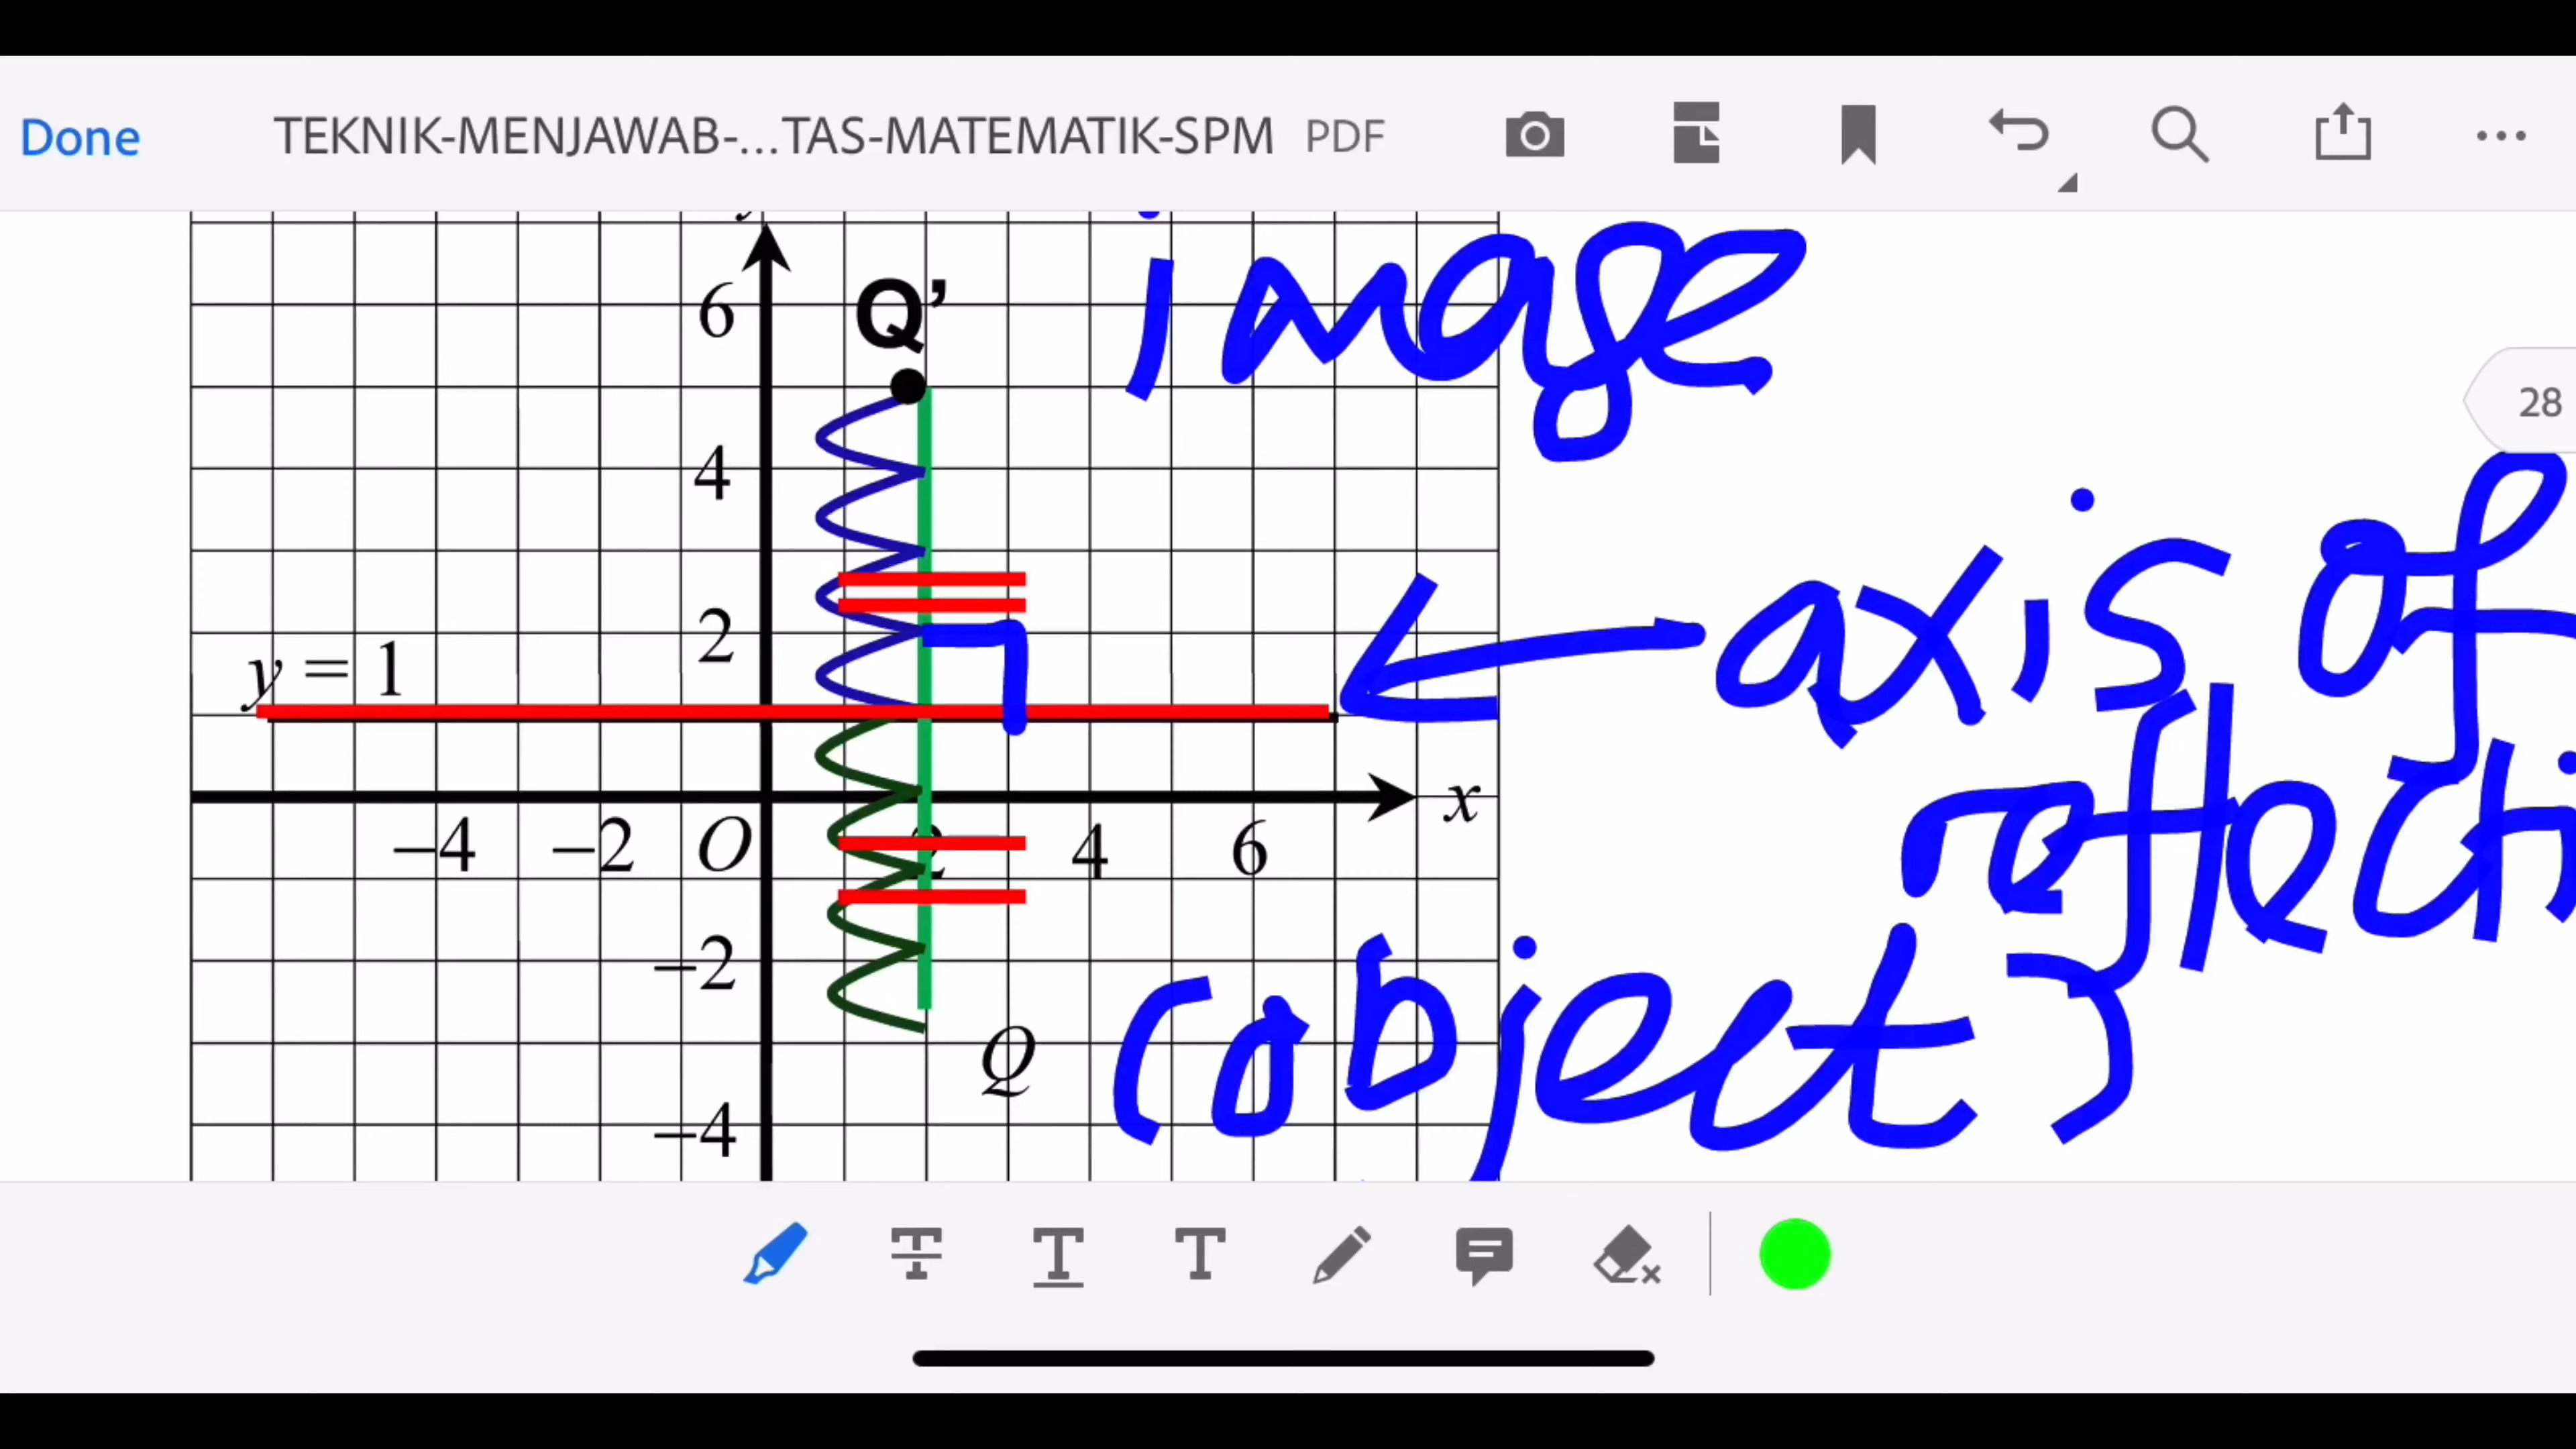 Done TEKNIK-MENJAWAB-...TAS-MATEMATIK-SPM PDF
image
6 Q’
28
4
axis of
2
y = 1
reflecti
x
−4 −2 O 2 4 6
−2
(object)
Q
−4